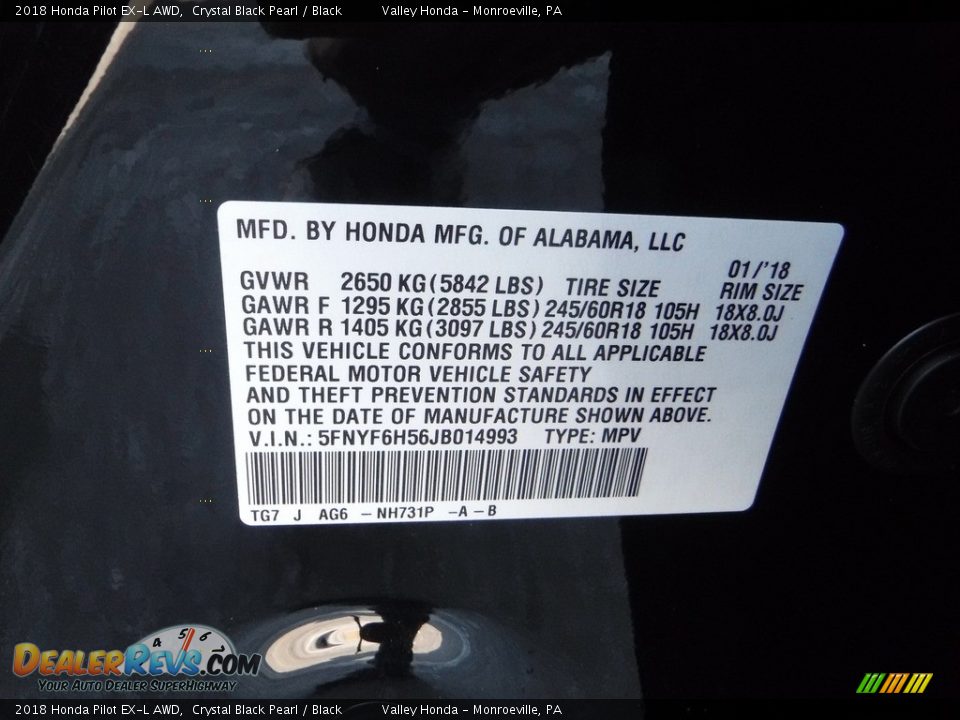 2018 Honda Pilot EX-L AWD, Crystal Black Pearl / Black Valley Honda - Monroeville, PA
MFD. BY HONDA MFG. OF ALABAMA, LLC
01/'18
GVWR 2650 KG (5842 LBS) TIRE SIZE RIM SIZE
GAWR F 1295 KG (2855 LBS) 245/60R18 105H 18X8.0J
GAWR R 1405 KG (3097 LBS) 245/60R18 105H 18X8.0J
THIS VEHICLE CONFORMS TO ALL APPLICABLE
FEDERAL MOTOR VEHICLE SAFETY
AND THEFT PREVENTION STANDARDS IN EFFECT
ON THE DATE OF MANUFACTURE SHOWN ABOVE.
V.I.N.: 5FNYF6H56JB014993 TYPE: MPV
TG7 J AG6 - NH731P -A - B
4 5 6
DealerRevs.com
Your Auto Dealer SuperHighway
2018 Honda Pilot EX-L AWD, Crystal Black Pearl / Black Valley Honda - Monroeville, PA